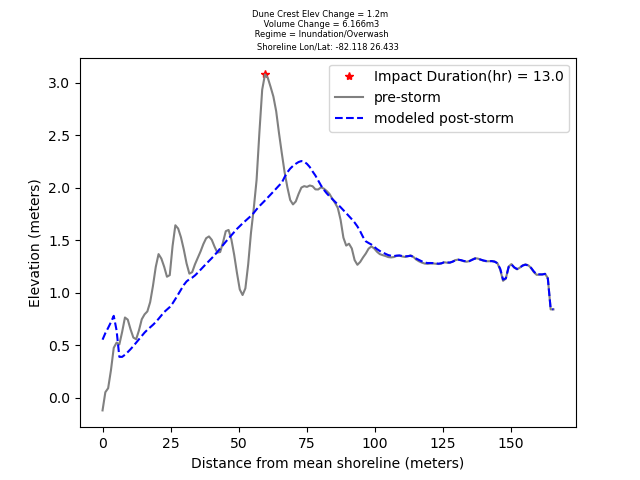 Dune Crest Elev Change = 1.2m
Volume Change = 6.166m3
Regime = Inundation/Overwash
Shoreline Lon/Lat: -82.118 26.433
Impact Duration(hr) = 13.0
pre-storm
modeled post-storm
3.0
2.5
2.0
1.5
1.0
0.5
0.0
Elevation (meters)
0 25 50 75 100 125 150
Distance from mean shoreline (meters)